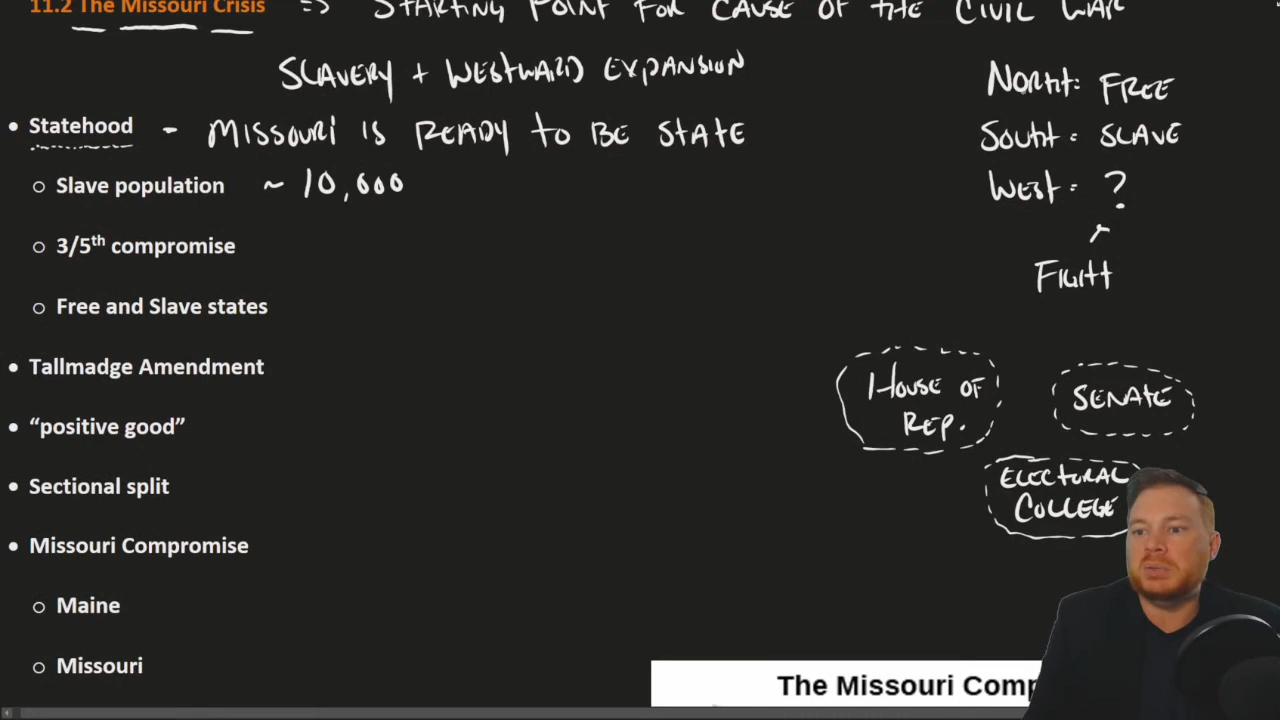 11.2 The Missouri Crisis => STARTING POINT FOR CAUSE OF THE CIVIL WAR
SLAVERY + WESTWARD EXPANSION
NORTH: FREE
• Statehood - MISSOURI IS READY TO BE STATE
SOUTH: SLAVE
○ Slave population ~ 10,000
WEST: ?
○ 3/5th compromise
FIGHT
○ Free and Slave states
• Tallmadge Amendment
HOUSE OF
REP.
SENATE
• “positive good”
• Sectional split
ELECTORAL
COLLEGE
• Missouri Compromise
○ Maine
○ Missouri
The Missouri Comp